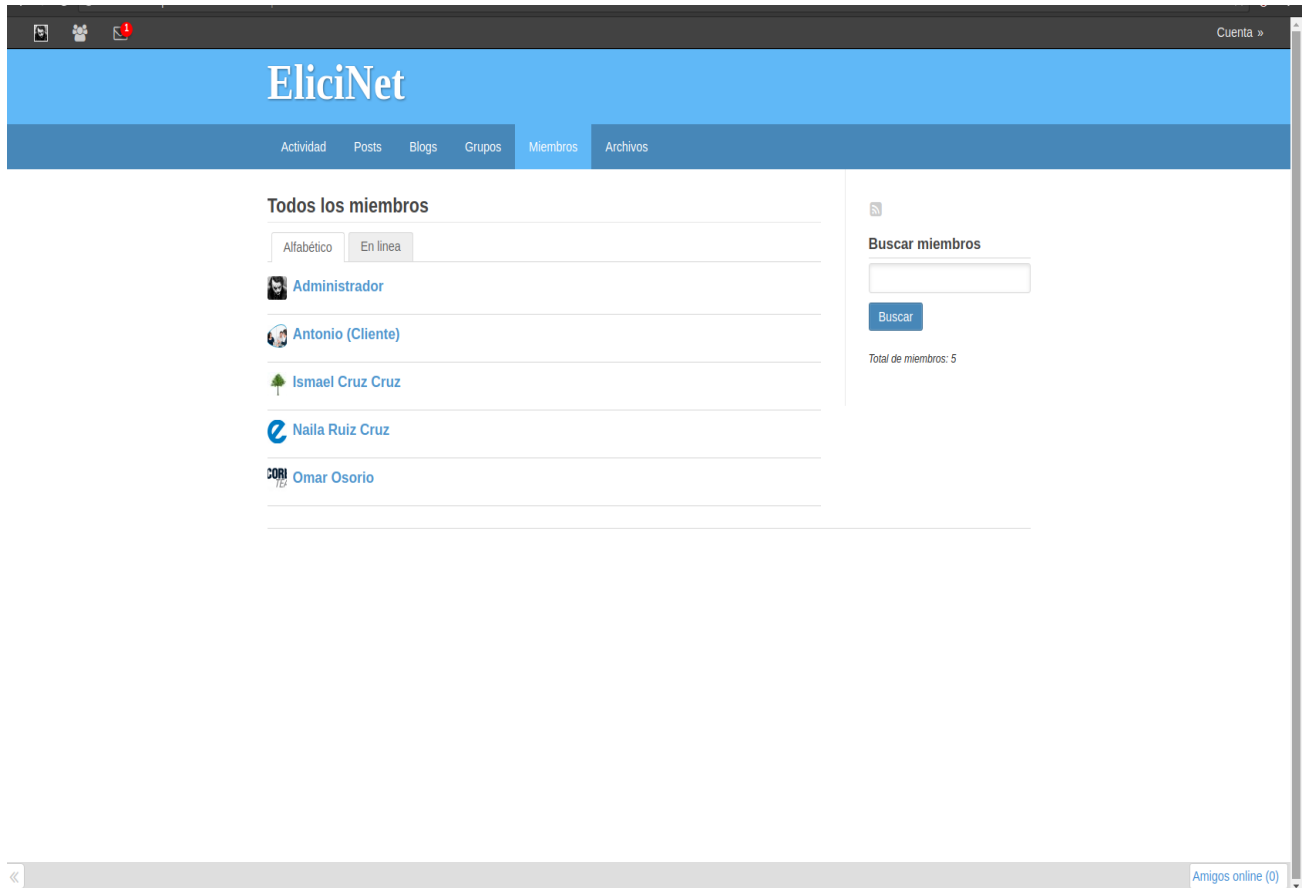 1
Cuenta »
EliciNet
Actividad Posts Blogs Grupos Miembros Archivos
Todos los miembros
Alfabético En linea
Administrador
Antonio (Cliente)
Ismael Cruz Cruz
Naila Ruiz Cruz
Omar Osorio
Buscar miembros
Buscar
Total de miembros: 5
Amigos online (0)